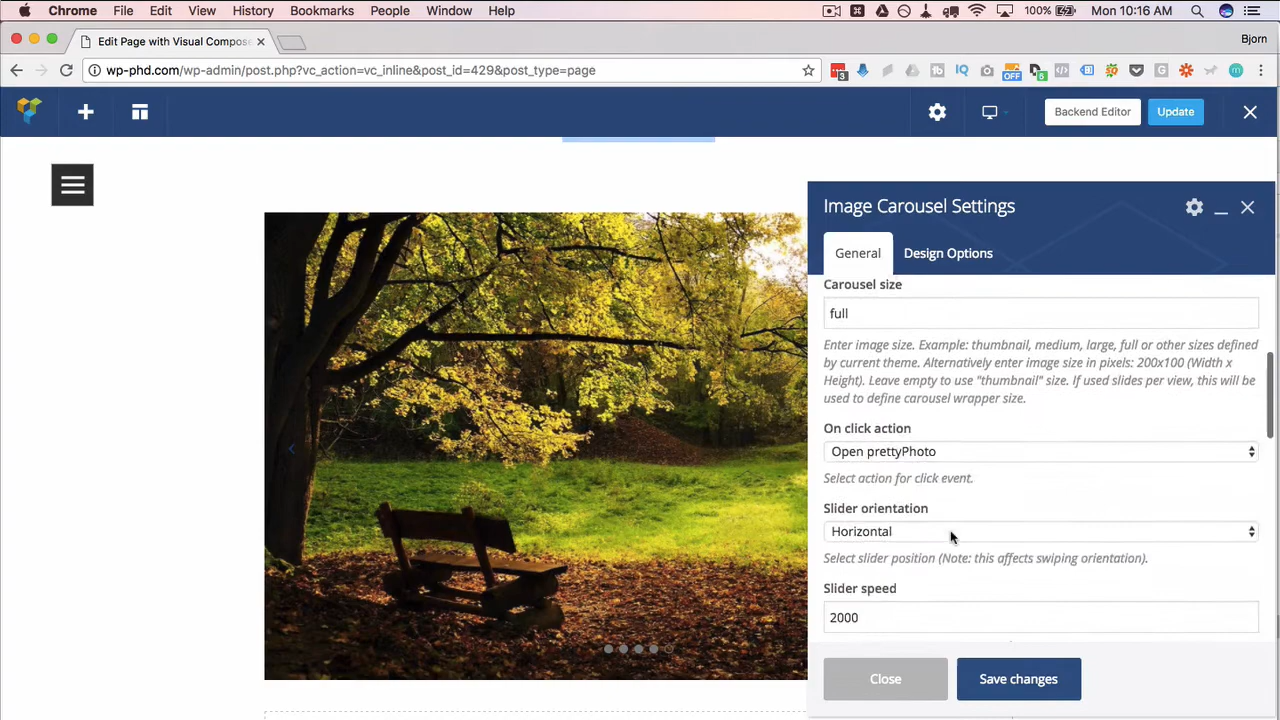 Chrome File Edit View History Bookmarks People Window Help 100% Mon 10:16 AM
Edit Page with Visual Compose
Bjorn
wp-phd.com/wp-admin/post.php?vc_action=vc_inline&post_id=429&post_type=page
3 OFF 5
Backend Editor Update
Image Carousel Settings
General Design Options
Carousel size
full
Enter image size. Example: thumbnail, medium, large, full or other sizes defined
by current theme. Alternatively enter image size in pixels: 200x100 (Width x
Height). Leave empty to use "thumbnail" size. If used slides per view, this will be
used to define carousel wrapper size.
On click action
Open prettyPhoto
Select action for click event.
Slider orientation
Horizontal
Select slider position (Note: this affects swiping orientation).
Slider speed
2000
Close Save changes